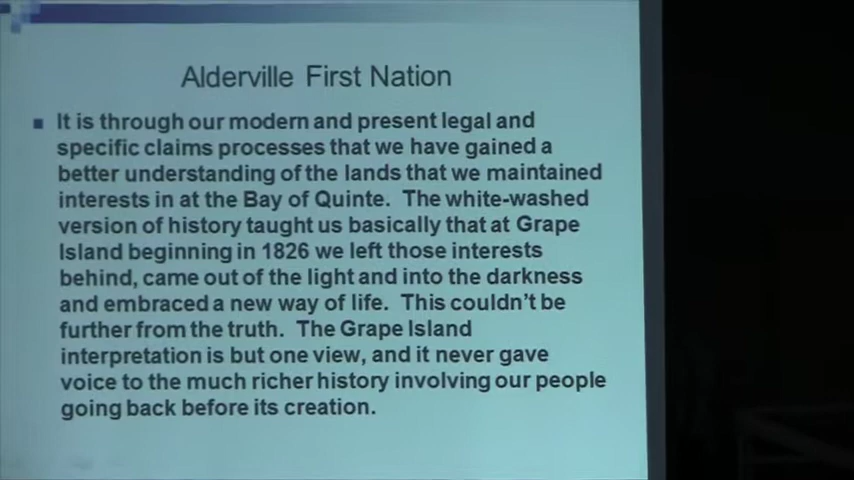 Alderville First Nation
It is through our modern and present legal and
specific claims processes that we have gained a
better understanding of the lands that we maintained
interests in at the Bay of Quinte. The white-washed
version of history taught us basically that at Grape
Island beginning in 1826 we left those interests
behind, came out of the light and into the darkness
and embraced a new way of life. This couldn't be
further from the truth. The Grape Island
interpretation is but one view, and it never gave
voice to the much richer history involving our people
going back before its creation.